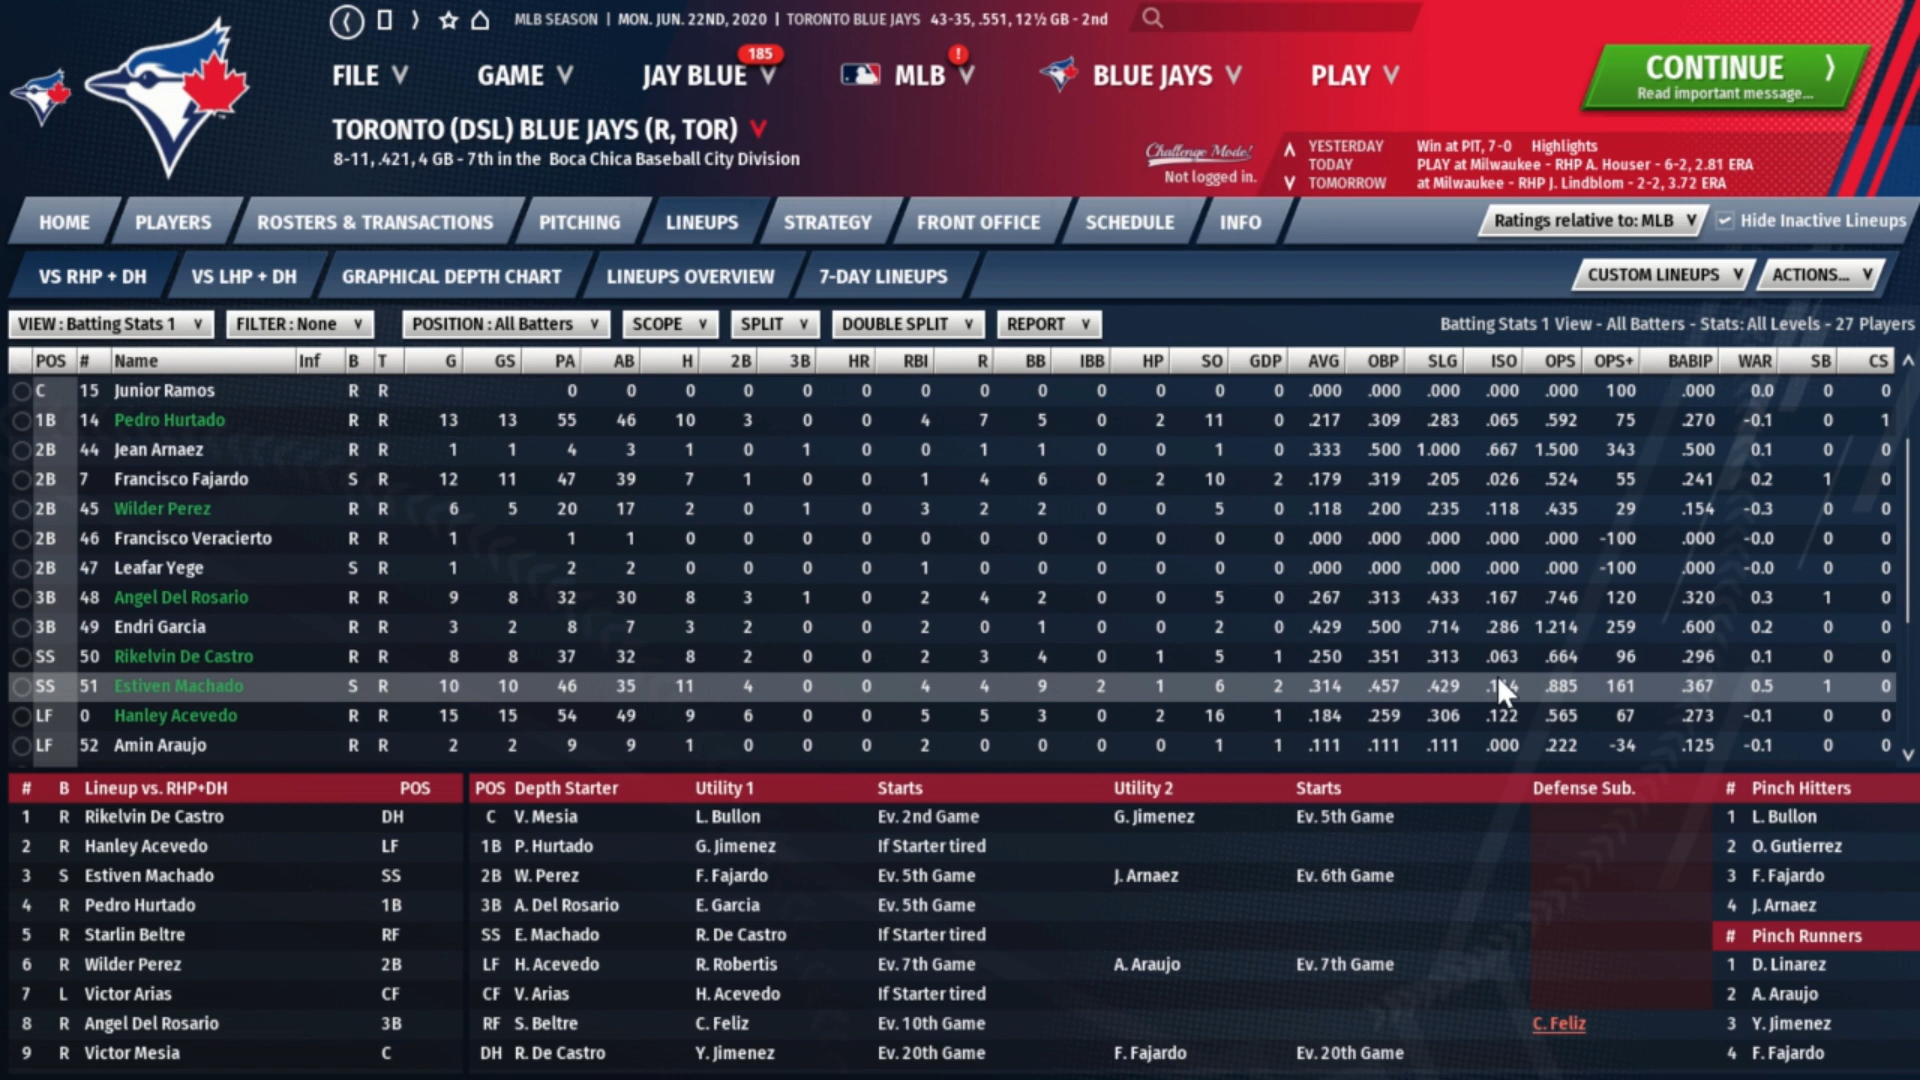 MLB SEASON | MON. JUN. 22ND, 2020 | TORONTO BLUE JAYS 43-35, .551, 12½ GB - 2nd
FILE GAME JAY BLUE 185 MLB ! BLUE JAYS PLAY
CONTINUE
Read important message...
TORONTO (DSL) BLUE JAYS (R, TOR)
8-11, .421, 4 GB - 7th in the Boca Chica Baseball City Division
Challenge Mode!
Not logged in.
YESTERDAY Win at PIT, 7-0 Highlights
TODAY PLAY at Milwaukee - RHP A. Houser - 6-2, 2.81 ERA
TOMORROW at Milwaukee - RHP J. Lindblom - 2-2, 3.72 ERA
HOME PLAYERS ROSTERS & TRANSACTIONS PITCHING LINEUPS STRATEGY FRONT OFFICE SCHEDULE INFO Ratings relative to: MLB Hide Inactive Lineups
VS RHP + DH VS LHP + DH GRAPHICAL DEPTH CHART LINEUPS OVERVIEW 7-DAY LINEUPS CUSTOM LINEUPS ACTIONS...
VIEW : Batting Stats 1 FILTER : None POSITION : All Batters SCOPE SPLIT DOUBLE SPLIT REPORT Batting Stats 1 View - All Batters - Stats: All Levels - 27 Players
POS # Name Inf B T G GS PA AB H 2B 3B HR RBI R BB IBB HP SO GDP AVG OBP SLG ISO OPS OPS+ BABIP WAR SB CS
C 15 Junior Ramos R R 0 0 0 0 0 0 0 0 0 0 0 0 0 .000 .000 .000 .000 .000 100 .000 0.0 0 0
1B 14 Pedro Hurtado R R 13 13 55 46 10 3 0 0 4 7 5 0 2 11 0 .217 .309 .283 .065 .592 75 .270 -0.1 0 1
2B 44 Jean Arnaez R R 1 1 4 3 1 0 1 0 0 1 1 0 0 1 0 .333 .500 1.000 .667 1.500 343 .500 0.1 0 0
2B 7 Francisco Fajardo S R 12 11 47 39 7 1 0 0 1 4 6 0 2 10 2 .179 .319 .205 .026 .524 55 .241 0.2 1 0
2B 45 Wilder Perez R R 6 5 20 17 2 0 1 0 3 2 2 0 0 5 0 .118 .200 .235 .118 .435 29 .154 -0.3 0 0
2B 46 Francisco Veracierto R R 1 1 1 0 0 0 0 0 0 0 0 0 0 0 .000 .000 .000 .000 .000 -100 .000 -0.0 0 0
2B 47 Leafar Yege S R 1 2 2 0 0 0 0 1 0 0 0 0 0 0 .000 .000 .000 .000 .000 -100 .000 -0.0 0 0
3B 48 Angel Del Rosario R R 9 8 32 30 8 3 1 0 2 4 2 0 0 5 0 .267 .313 .433 .167 .746 120 .320 0.3 1 0
3B 49 Endri Garcia R R 3 2 8 7 3 2 0 0 2 0 1 0 0 2 0 .429 .500 .714 .286 1.214 259 .600 0.2 0 0
SS 50 Rikelvin De Castro R R 8 8 37 32 8 2 0 0 2 3 4 0 1 5 1 .250 .351 .313 .063 .664 96 .296 0.1 0 0
SS 51 Estiven Machado S R 10 10 46 35 11 4 0 0 4 4 9 2 1 6 2 .314 .457 .429 .885 161 .367 0.5 1 0
LF 0 Hanley Acevedo R R 15 15 54 49 9 6 0 0 5 5 3 0 2 16 1 .184 .259 .306 .122 .565 67 .273 -0.1 0 0
LF 52 Amin Araujo R R 2 2 9 9 1 0 0 0 2 0 0 0 0 1 1 .111 .111 .111 .000 .222 -34 .125 -0.1 0 0
# B Lineup vs. RHP+DH POS POS Depth Starter Utility 1 Starts Utility 2 Starts Defense Sub. # Pinch Hitters
1 R Rikelvin De Castro DH C V. Mesia L. Bullon Ev. 2nd Game G. Jimenez Ev. 5th Game 1 L. Bullon
2 R Hanley Acevedo LF 1B P. Hurtado G. Jimenez If Starter tired 2 O. Gutierrez
3 S Estiven Machado SS 2B W. Perez F. Fajardo Ev. 5th Game J. Arnaez Ev. 6th Game 3 F. Fajardo
4 R Pedro Hurtado 1B 3B A. Del Rosario E. Garcia Ev. 5th Game 4 J. Arnaez
5 R Starlin Beltre RF SS E. Machado R. De Castro If Starter tired # Pinch Runners
6 R Wilder Perez 2B LF H. Acevedo R. Robertis Ev. 7th Game A. Araujo Ev. 7th Game 1 D. Linarez
7 L Victor Arias CF CF V. Arias H. Acevedo If Starter tired 2 A. Araujo
8 R Angel Del Rosario 3B RF S. Beltre C. Feliz Ev. 10th Game C. Feliz 3 Y. Jimenez
9 R Victor Mesia C DH R. De Castro Y. Jimenez Ev. 20th Game F. Fajardo Ev. 20th Game 4 F. Fajardo